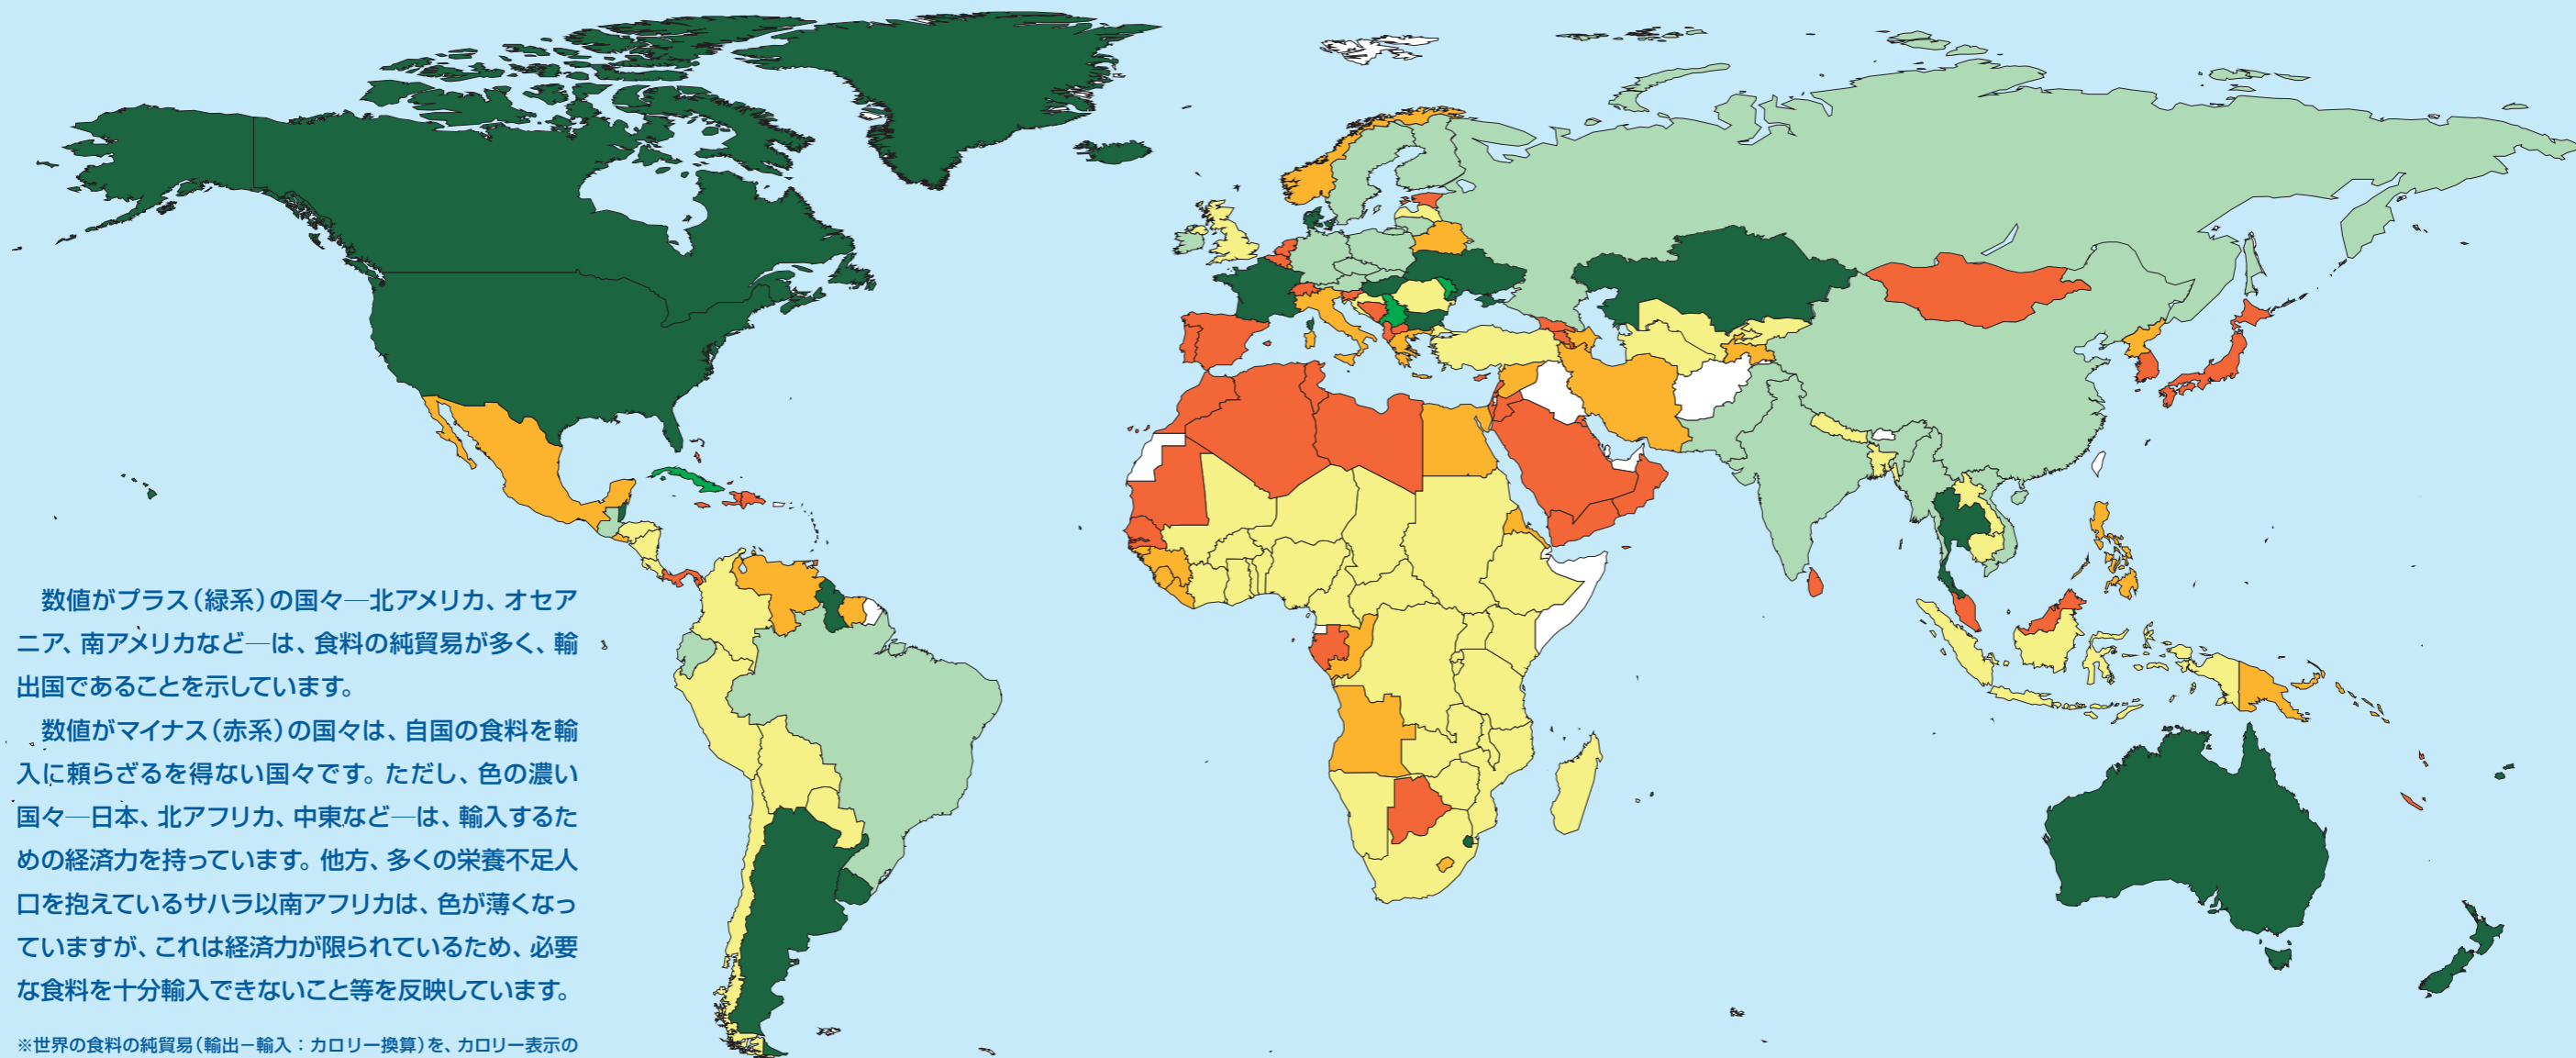 数値がプラス（緑系）の国々―北アメリカ、オセア
ニア、南アメリカなど―は、食料の純貿易が多く、輸
出国であることを示しています。
数値がマイナス（赤系）の国々は、自国の食料を輸
入に頼らざるを得ない国々です。ただし、色の濃い
国々―日本、北アフリカ、中東など―は、輸入するた
めの経済力を持っています。他方、多くの栄養不足人
口を抱えているサハラ以南アフリカは、色が薄くなっ
ていますが、これは経済力が限られているため、必要
な食料を十分輸入できないこと等を反映しています。
※世界の食料の純貿易（輸出－輸入：カロリー換算）を、カロリー表示の